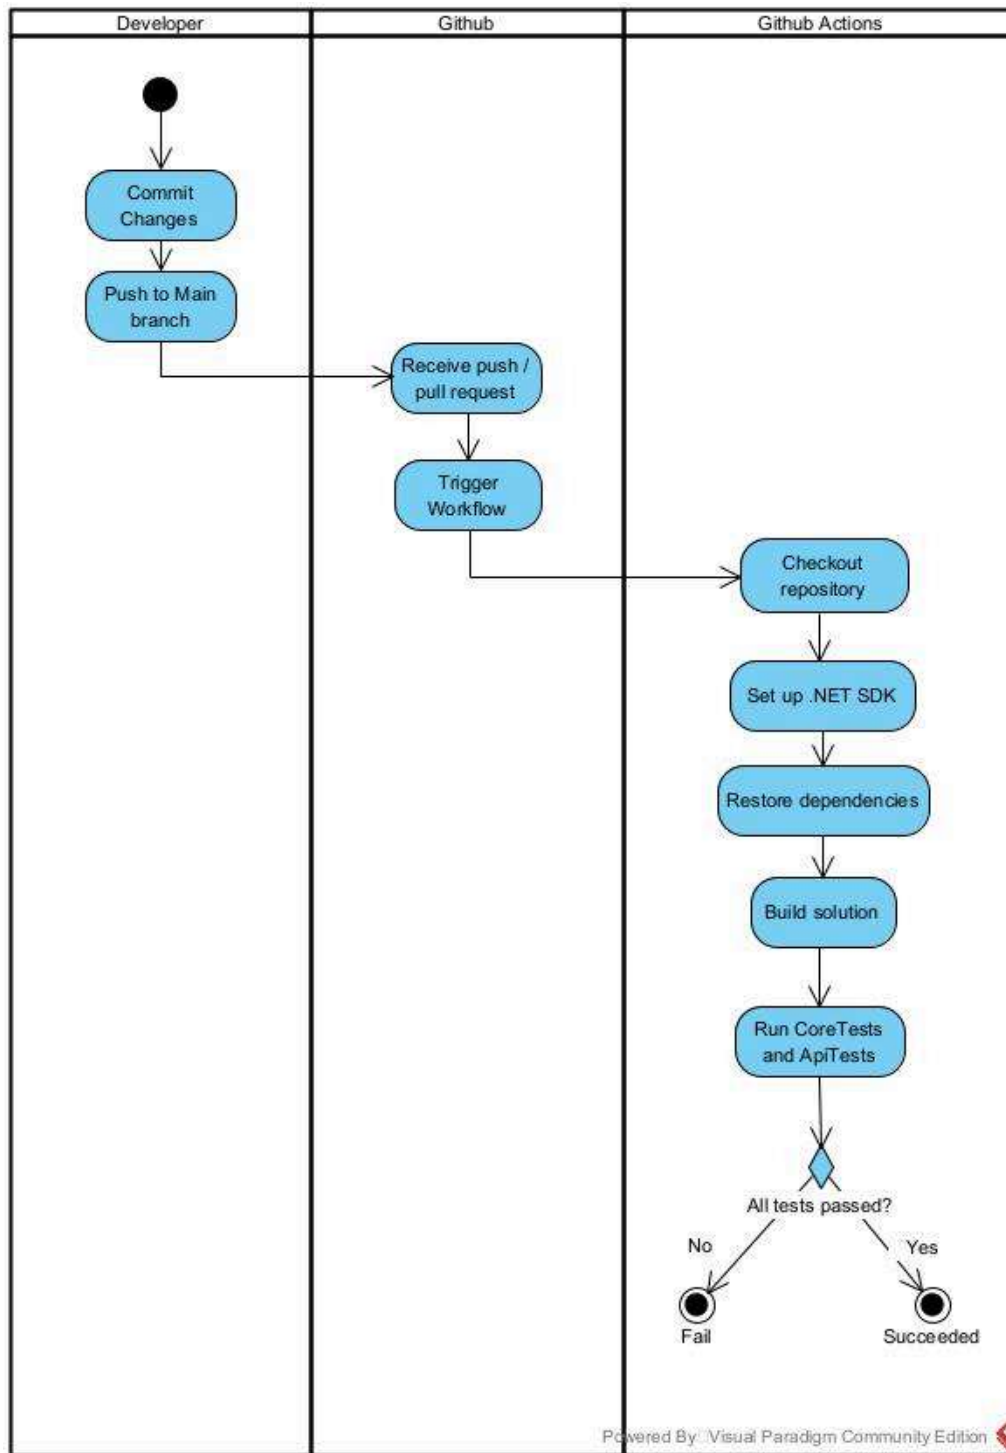 Developer
Github
Github Actions
Commit
Changes
Push to Main
branch
Receive push /
pull request
Trigger
Workflow
Checkout
repository
Set up .NET SDK
Restore dependencies
Build solution
Run CoreTests
and ApiTests
All tests passed?
No
Yes
Fail
Succeeded
Powered By Visual Paradigm Community Edition